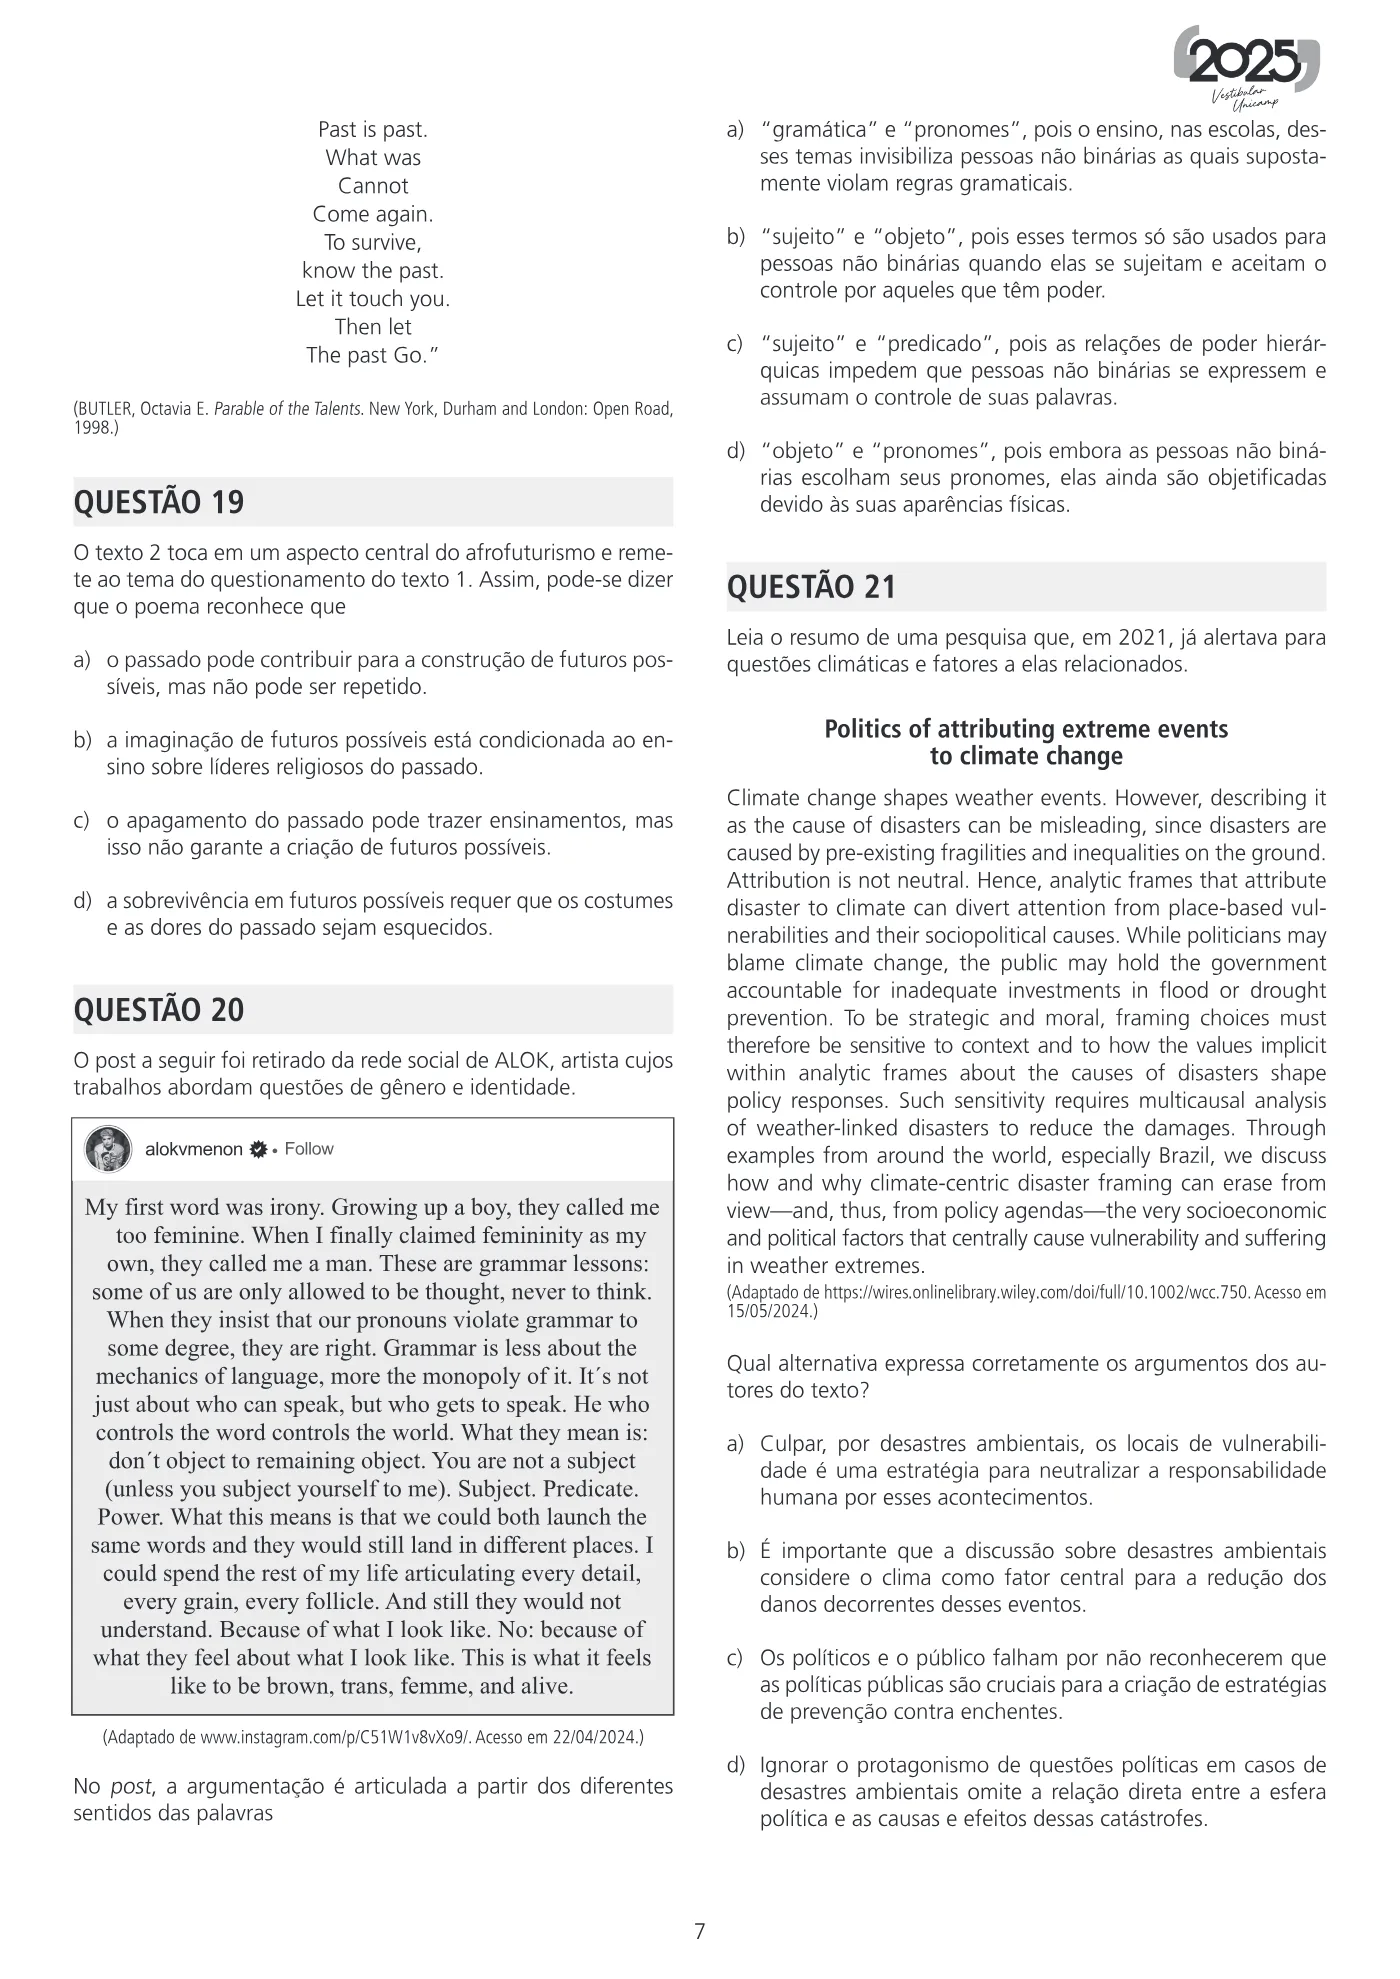 2025
Vestibular
Unicamp
Past is past.
What was
Cannot
Come again.
To survive,
know the past.
Let it touch you.
Then let
The past Go.”
(BUTLER, Octavia E. Parable of the Talents. New York, Durham and London: Open Road,
1998.)
QUESTÃO 19
O texto 2 toca em um aspecto central do afrofuturismo e reme-
te ao tema do questionamento do texto 1. Assim, pode-se dizer
que o poema reconhece que
a) o passado pode contribuir para a construção de futuros pos-
síveis, mas não pode ser repetido.
b) a imaginação de futuros possíveis está condicionada ao en-
sino sobre líderes religiosos do passado.
c) o apagamento do passado pode trazer ensinamentos, mas
isso não garante a criação de futuros possíveis.
d) a sobrevivência em futuros possíveis requer que os costumes
e as dores do passado sejam esquecidos.
QUESTÃO 20
O post a seguir foi retirado da rede social de ALOK, artista cujos
trabalhos abordam questões de gênero e identidade.
alokvmenon • Follow
My first word was irony. Growing up a boy, they called me
too feminine. When I finally claimed femininity as my
own, they called me a man. These are grammar lessons:
some of us are only allowed to be thought, never to think.
When they insist that our pronouns violate grammar to
some degree, they are right. Grammar is less about the
mechanics of language, more the monopoly of it. It´s not
just about who can speak, but who gets to speak. He who
controls the word controls the world. What they mean is:
don´t object to remaining object. You are not a subject
(unless you subject yourself to me). Subject. Predicate.
Power. What this means is that we could both launch the
same words and they would still land in different places. I
could spend the rest of my life articulating every detail,
every grain, every follicle. And still they would not
understand. Because of what I look like. No: because of
what they feel about what I look like. This is what it feels
like to be brown, trans, femme, and alive.
(Adaptado de www.instagram.com/p/C51W1v8vXo9/. Acesso em 22/04/2024.)
No post, a argumentação é articulada a partir dos diferentes
sentidos das palavras
a) “gramática” e “pronomes”, pois o ensino, nas escolas, des-
ses temas invisibiliza pessoas não binárias as quais suposta-
mente violam regras gramaticais.
b) “sujeito” e “objeto”, pois esses termos só são usados para
pessoas não binárias quando elas se sujeitam e aceitam o
controle por aqueles que têm poder.
c) “sujeito” e “predicado”, pois as relações de poder hierár-
quicas impedem que pessoas não binárias se expressem e
assumam o controle de suas palavras.
d) “objeto” e “pronomes”, pois embora as pessoas não biná-
rias escolham seus pronomes, elas ainda são objetificadas
devido às suas aparências físicas.
QUESTÃO 21
Leia o resumo de uma pesquisa que, em 2021, já alertava para
questões climáticas e fatores a elas relacionados.
Politics of attributing extreme events
to climate change
Climate change shapes weather events. However, describing it
as the cause of disasters can be misleading, since disasters are
caused by pre-existing fragilities and inequalities on the ground.
Attribution is not neutral. Hence, analytic frames that attribute
disaster to climate can divert attention from place-based vul-
nerabilities and their sociopolitical causes. While politicians may
blame climate change, the public may hold the government
accountable for inadequate investments in flood or drought
prevention. To be strategic and moral, framing choices must
therefore be sensitive to context and to how the values implicit
within analytic frames about the causes of disasters shape
policy responses. Such sensitivity requires multicausal analysis
of weather-linked disasters to reduce the damages. Through
examples from around the world, especially Brazil, we discuss
how and why climate-centric disaster framing can erase from
view—and, thus, from policy agendas—the very socioeconomic
and political factors that centrally cause vulnerability and suffering
in weather extremes.
(Adaptado de https://wires.onlinelibrary.wiley.com/doi/full/10.1002/wcc.750. Acesso em
15/05/2024.)
Qual alternativa expressa corretamente os argumentos dos au-
tores do texto?
a) Culpar, por desastres ambientais, os locais de vulnerabili-
dade é uma estratégia para neutralizar a responsabilidade
humana por esses acontecimentos.
b) É importante que a discussão sobre desastres ambientais
considere o clima como fator central para a redução dos
danos decorrentes desses eventos.
c) Os políticos e o público falham por não reconhecerem que
as políticas públicas são cruciais para a criação de estratégias
de prevenção contra enchentes.
d) Ignorar o protagonismo de questões políticas em casos de
desastres ambientais omite a relação direta entre a esfera
política e as causas e efeitos dessas catástrofes.
7